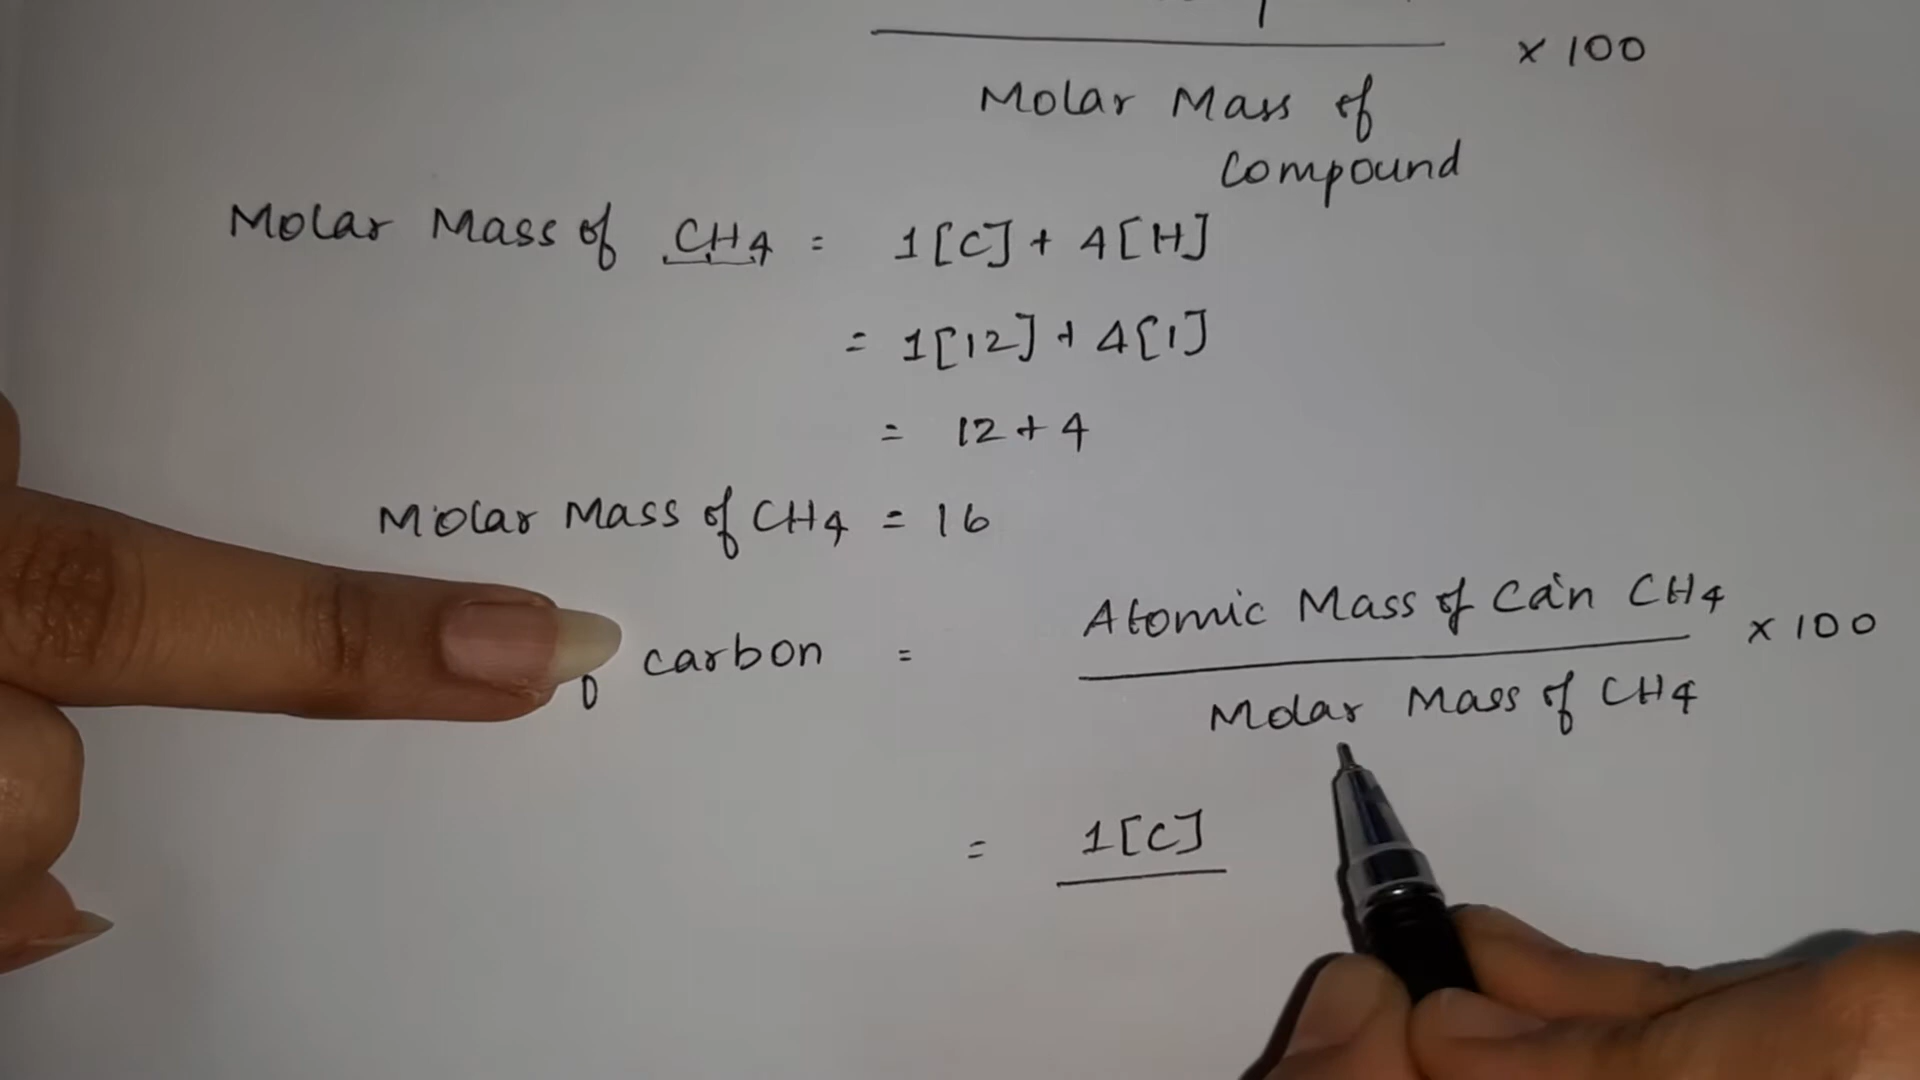 x 100
Molar Mass of
Compound
Molar Mass of CH4 = 1[C] + 4[H]
= 1[12] + 4[1]
= 12 + 4
Molar Mass of CH4 = 16
carbon = Atomic Mass of C in CH4 x 100
Molar Mass of CH4
= 1[C]